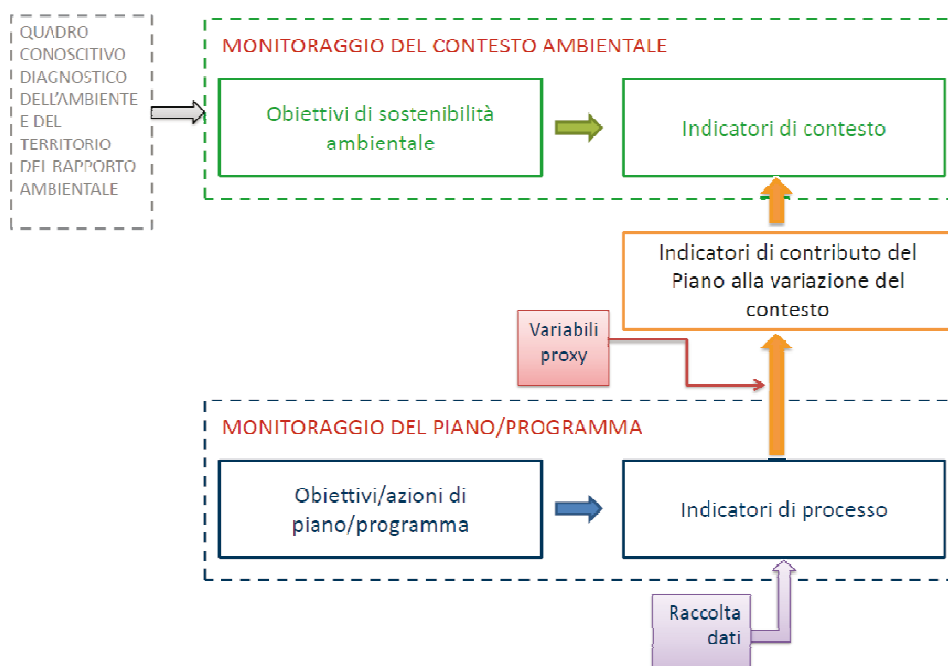 QUADRO
CONOSCITIVO
DIAGNOSTICO
DELL'AMBIENTE
E DEL
TERRITORIO
DEL RAPPORTO
AMBIENTALE
MONITORAGGIO DEL CONTESTO AMBIENTALE
Obiettivi di sostenibilità
ambientale
Indicatori di contesto
Indicatori di contributo del
Piano alla variazione del
contesto
Variabili
proxy
MONITORAGGIO DEL PIANO/PROGRAMMA
Obiettivi/azioni di
piano/programma
Indicatori di processo
Raccolta
dati